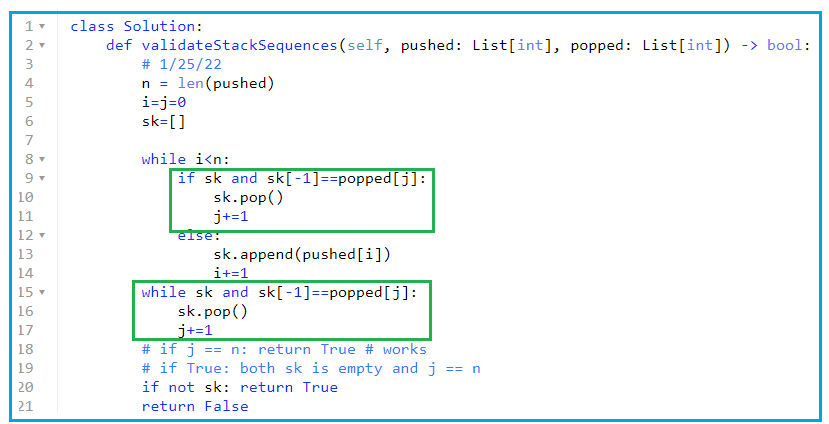 1 class Solution:
2 def validateStackSequences(self, pushed: List[int], popped: List[int]) -> bool:
3 # 1/25/22
4 n = len(pushed)
5 i=j=0
6 sk=[]
7
8 while i<n:
9 if sk and sk[-1]==popped[j]:
10 sk.pop()
11 j+=1
12 else:
13 sk.append(pushed[i])
14 i+=1
15 while sk and sk[-1]==popped[j]:
16 sk.pop()
17 j+=1
18 # if j == n: return True # works
19 # if True: both sk is empty and j == n
20 if not sk: return True
21 return False